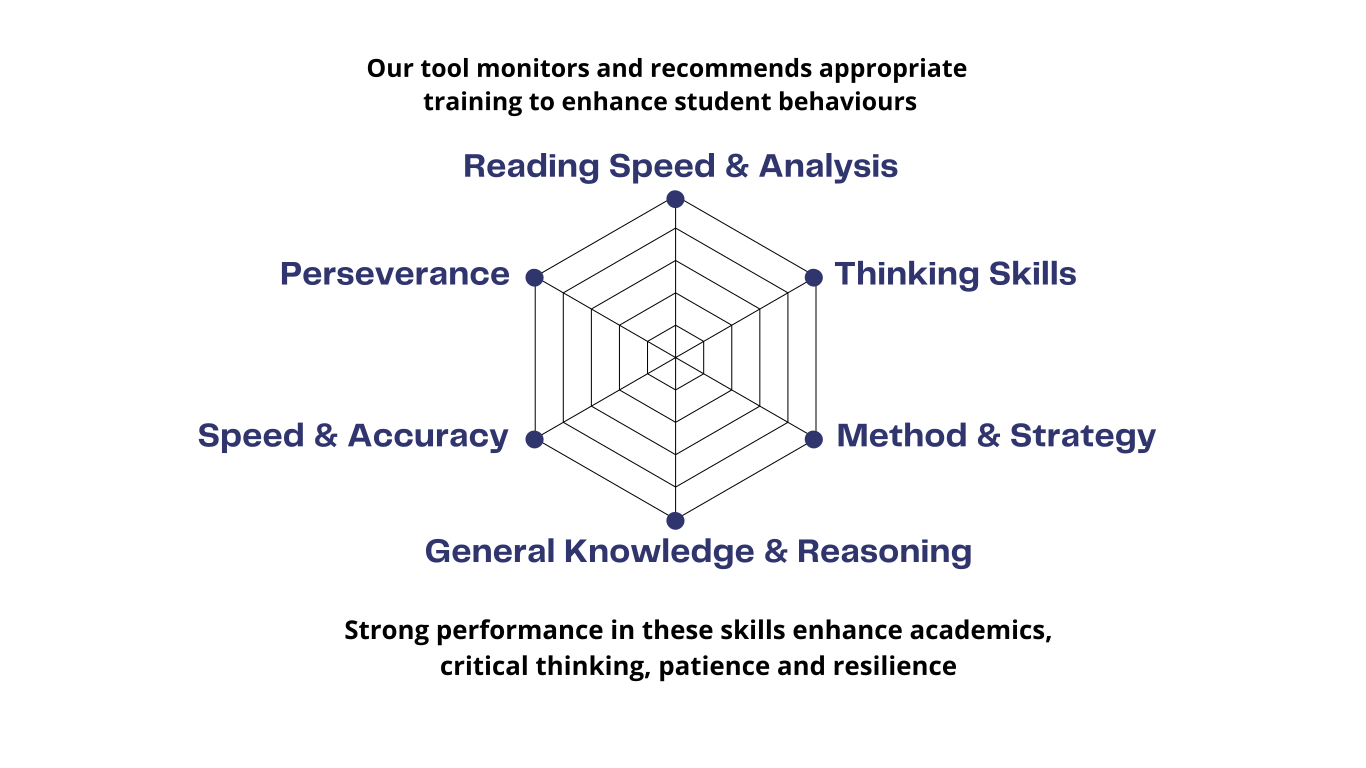 Our tool monitors and recommends appropriate
training to enhance student behaviours
Reading Speed & Analysis
Perseverance
Thinking Skills
Speed & Accuracy
Method & Strategy
General Knowledge & Reasoning
Strong performance in these skills enhance academics,
critical thinking, patience and resilience